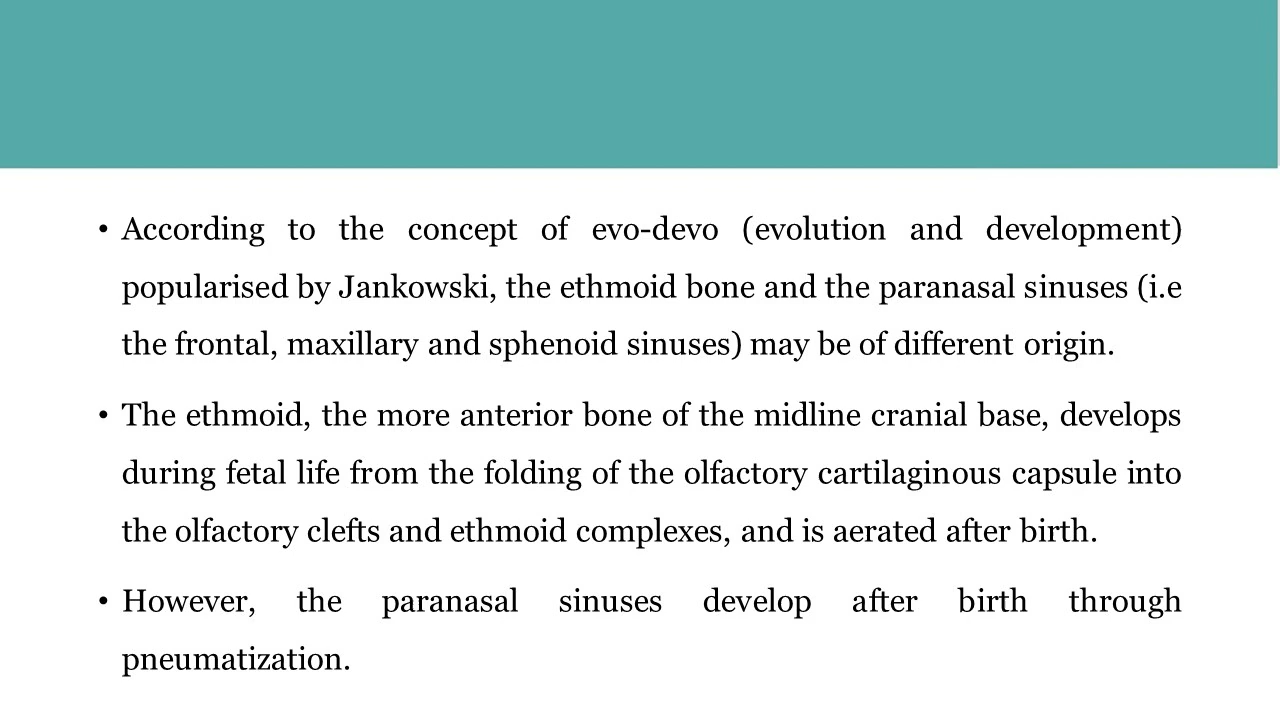 • According to the concept of evo-devo (evolution and development)
popularised by Jankowski, the ethmoid bone and the paranasal sinuses (i.e
the frontal, maxillary and sphenoid sinuses) may be of different origin.
• The ethmoid, the more anterior bone of the midline cranial base, develops
during fetal life from the folding of the olfactory cartilaginous capsule into
the olfactory clefts and ethmoid complexes, and is aerated after birth.
• However, the paranasal sinuses develop after birth through
pneumatization.